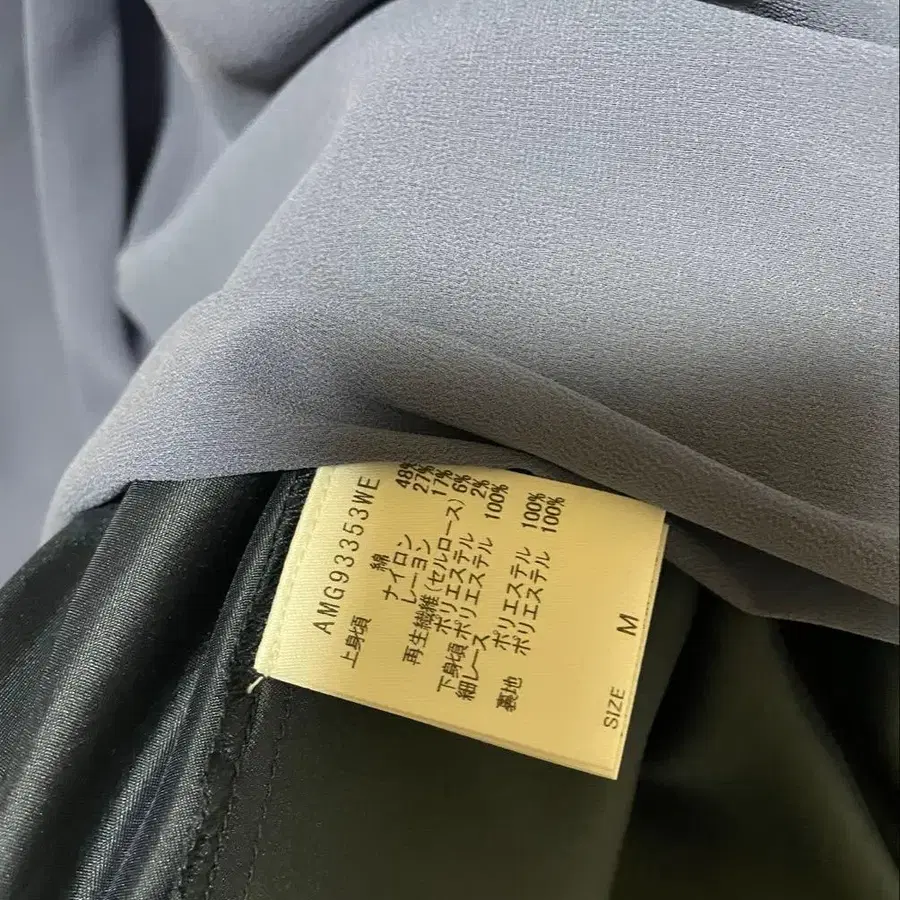 AMG93353WE
上身頃 綿 48%
ナイロン 27%
レーヨン 17%
再生繊維(セルロース) 6%
ポリエステル 2%
下身頃ポリエステル 100%
細レース
ポリエステル 100%
裏地 ポリエステル 100%
SIZE M